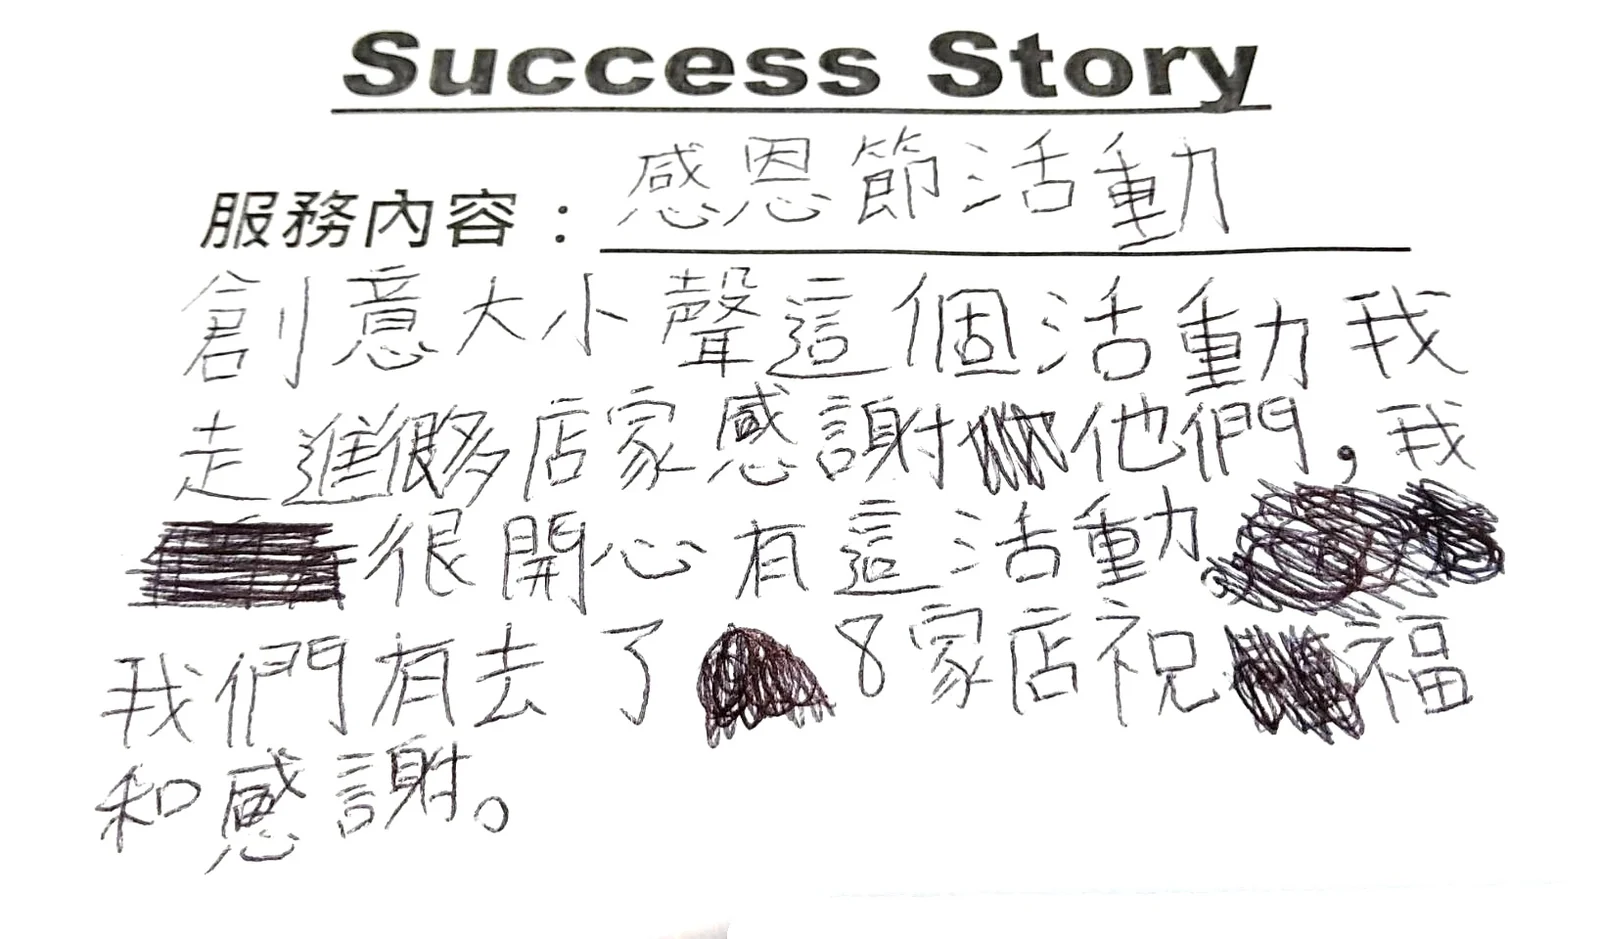 Success Story
服務內容：感恩節活動
創意大小聲這個活動我
走進很多店家感謝他們，我
很開心有這活動
我們有去了8家店祝福
和感謝。